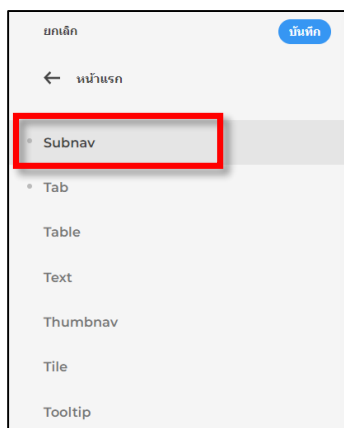 ยกเลิก บันทึก
← หน้าแรก
Subnav
Tab
Table
Text
Thumbnav
Tile
Tooltip